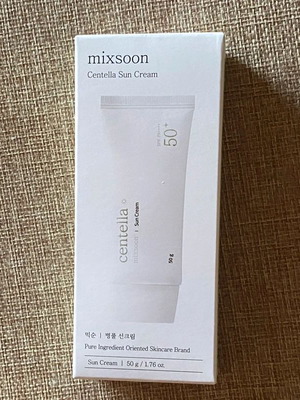 mixsoon
Centella Sun Cream
50+
centella
Sun Cream
50 g
믹순 | 병풀 선크림
Pure Ingredient Oriented Skincare Brand
Sun Cream | 50 g / 1.76 oz.